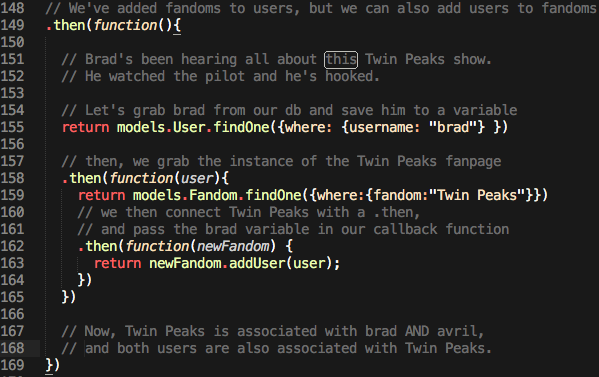 148 // We've added fandoms to users, but we can also add users to fandoms
149 .then(function(){
150
151 // Brad's been hearing all about this Twin Peaks show.
152 // He watched the pilot and he's hooked.
153
154 // Let's grab brad from our db and save him to a variable
155 return models.User.findOne({where: {username: "brad"} })
156
157 // then, we grab the instance of the Twin Peaks fanpage
158 .then(function(user){
159 return models.Fandom.findOne({where:{fandom:"Twin Peaks"}})
160 // we then connect Twin Peaks with a .then,
161 // and pass the brad variable in our callback function
162 .then(function(newFandom) {
163 return newFandom.addUser(user);
164 })
165 })
166
167 // Now, Twin Peaks is associated with brad AND avril,
168 // and both users are also associated with Twin Peaks.
169 })